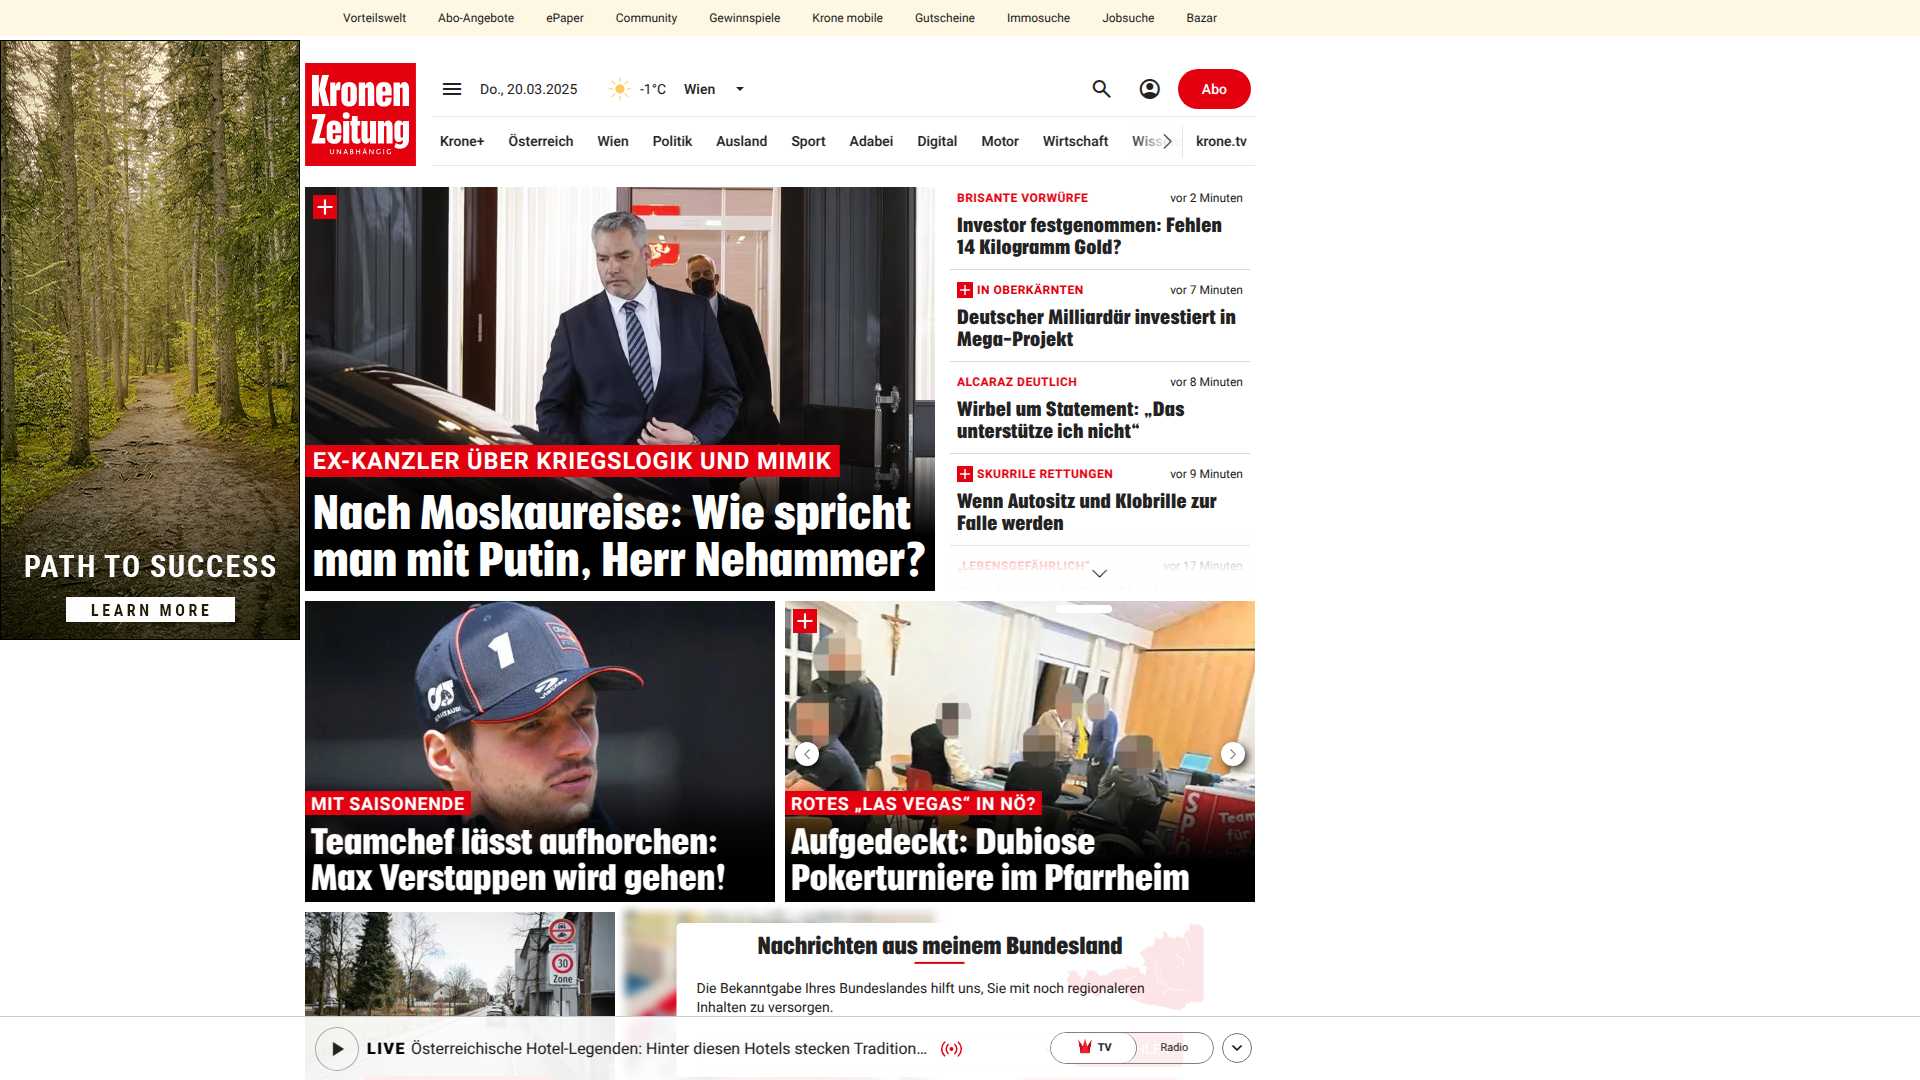 Vorteilswelt Abo-Angebote ePaper Community Gewinnspiele Krone mobile Gutscheine Immosuche Jobsuche Bazar
PATH TO SUCCESS
LEARN MORE
Kronen
Zeitung
UNABHÄNGIG
Do., 20.03.2025 -1°C Wien Abo
Krone+ Österreich Wien Politik Ausland Sport Adabei Digital Motor Wirtschaft Wiss krone.tv
EX-KANZLER ÜBER KRIEGSLOGIK UND MIMIK
Nach Moskaureise: Wie spricht
man mit Putin, Herr Nehammer?
BRISANTE VORWÜRFE vor 2 Minuten
Investor festgenommen: Fehlen
14 Kilogramm Gold?
IN OBERKÄRNTEN vor 7 Minuten
Deutscher Milliardär investiert in
Mega-Projekt
ALCARAZ DEUTLICH vor 8 Minuten
Wirbel um Statement: „Das
unterstütze ich nicht“
SKURRILE RETTUNGEN vor 9 Minuten
Wenn Autositz und Klobrille zur
Falle werden
„LEBENSGEFÄHRLICH“ vor 17 Minuten
1
MIT SAISONENDE
Teamchef lässt aufhorchen:
Max Verstappen wird gehen!
SPÖ
Team
für
ROTES „LAS VEGAS“ IN NÖ?
Aufgedeckt: Dubiose
Pokerturniere im Pfarrheim
30
Zone
Nachrichten aus meinem Bundesland
Die Bekanntgabe Ihres Bundeslandes hilft uns, Sie mit noch regionaleren
Inhalten zu versorgen.
LIVE Österreichische Hotel-Legenden: Hinter diesen Hotels stecken Tradition... TV Radio